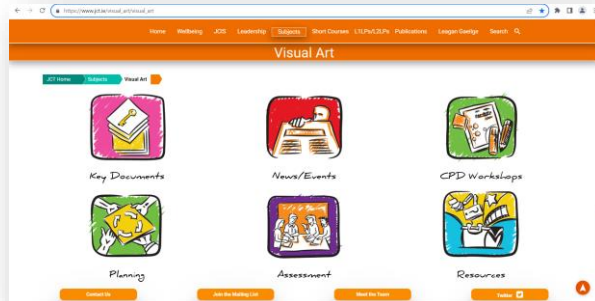 https://www.jct.ie/visual_art/visual_art
Home Wellbeing JCfS Leadership Subjects Short Courses L1LPs/L2LPs Publications Leagan Gaeilge Search
Visual Art
JCT Home Subjects Visual Art
Key Documents News/Events CPD Workshops
Planning Assessment Resources
Contact Us Join the Mailing List Meet the Team Twitter